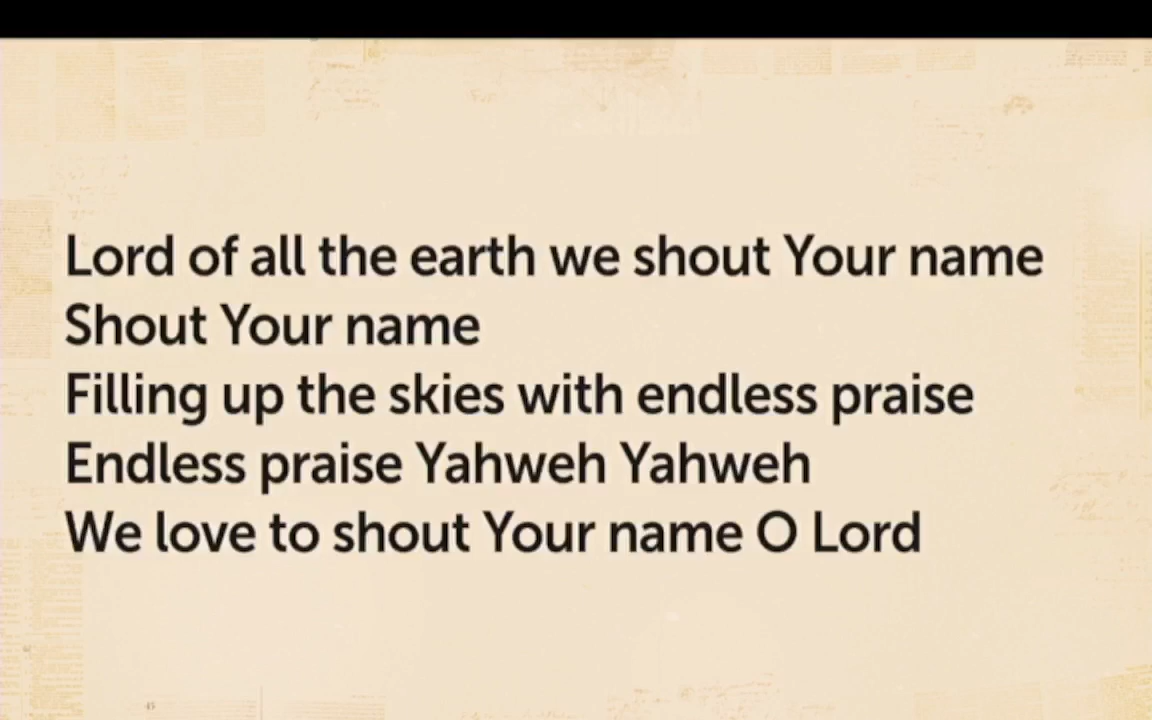 Lord of all the earth we shout Your name
Shout Your name
Filling up the skies with endless praise
Endless praise Yahweh Yahweh
We love to shout Your name O Lord